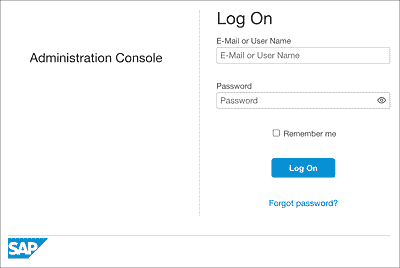 Administration Console
Log On
E-Mail or User Name
E-Mail or User Name
Password
Password
Remember me
Log On
Forgot password?
SAP